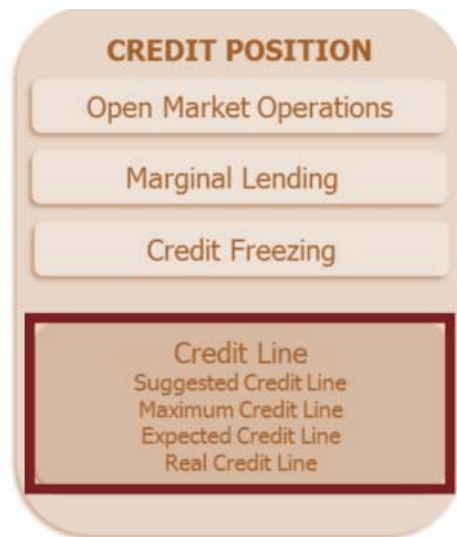 CREDIT POSITION
Open Market Operations
Marginal Lending
Credit Freezing
Credit Line
Suggested Credit Line
Maximum Credit Line
Expected Credit Line
Real Credit Line